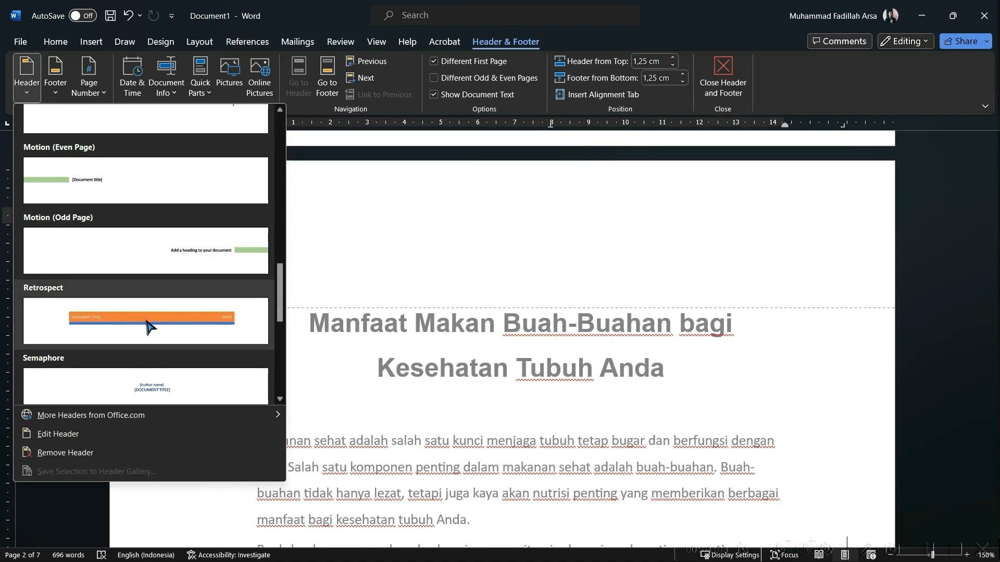 AutoSave Off Document1 - Word Search Muhammad Fadillah Arsa
File Home Insert Draw Design Layout References Mailings Review View Help Acrobat Header & Footer Comments Editing Share
Header Footer Page Number Date & Time Document Info Quick Parts Pictures Online Pictures Go to Header Go to Footer
Previous
Next
Link to Previous
Navigation
Different First Page
Different Odd & Even Pages
Show Document Text
Options
Header from Top: 1,25 cm
Footer from Bottom: 1,25 cm
Insert Alignment Tab
Position
Close Header and Footer
Close
1 2 3 4 5 6 7 8 9 10 11 12 13 14
Motion (Even Page)
[Document title]
Motion (Odd Page)
Add a heading to your document
Retrospect
[DOCUMENT TITLE] [DATE]
Semaphore
[Author name]
[DOCUMENT TITLE]
More Headers from Office.com
Edit Header
Remove Header
Save Selection to Header Gallery...
Manfaat Makan Buah-Buahan bagi
Kesehatan Tubuh Anda
sehat adalah salah satu kunci menjaga tubuh tetap bugar dan berfungsi dengan
Salah satu komponen penting dalam makanan sehat adalah buah-buahan. Buah-
buahan tidak hanya lezat, tetapi juga kaya akan nutrisi penting yang memberikan berbagai
manfaat bagi kesehatan tubuh Anda.
Page 2 of 7 696 words English (Indonesia) Accessibility: Investigate Display Settings Focus 150%